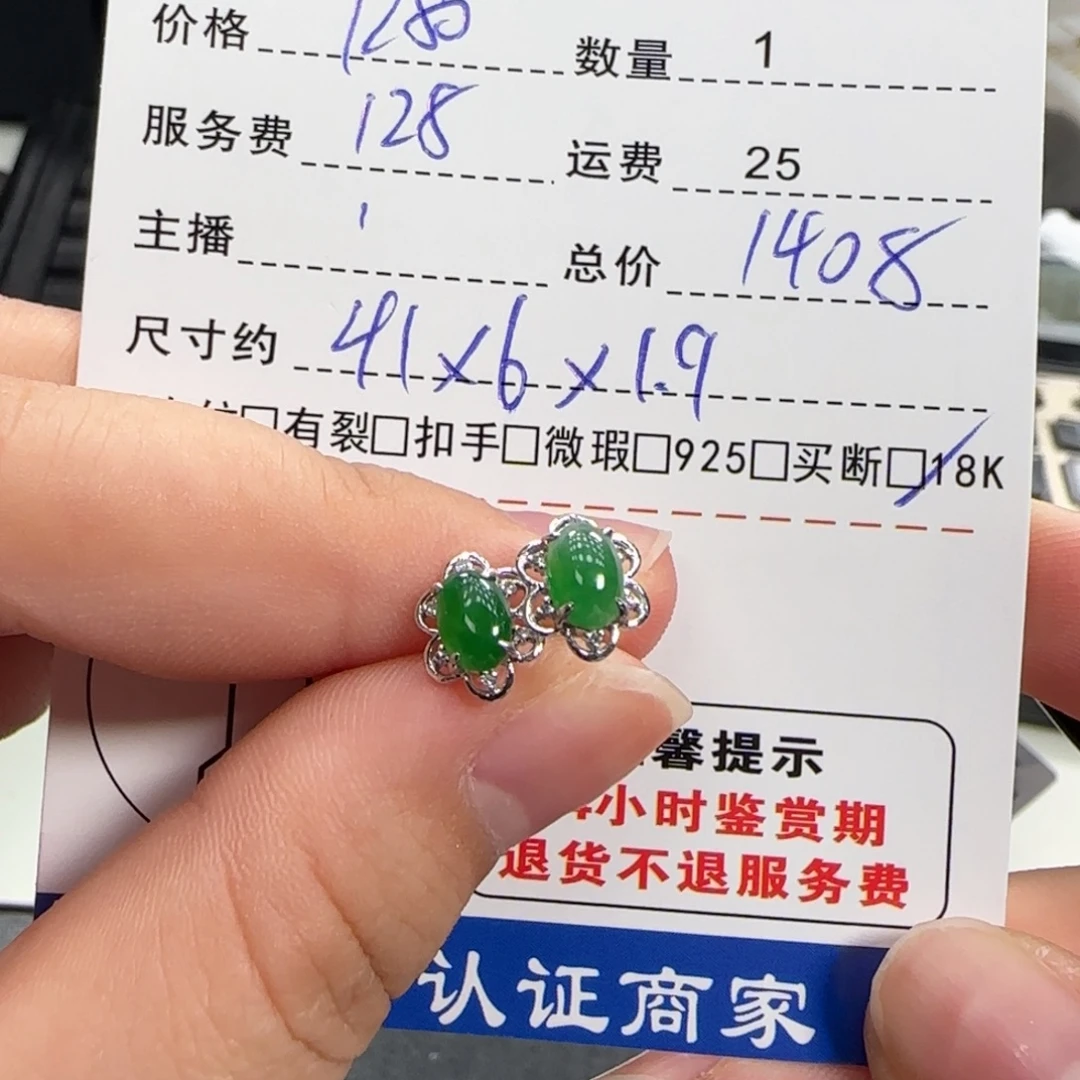 价格 1280 数量 1
服务费 128 运费 25
主播 总价 1408
尺寸约 41×6×1.9
□有裂□扣手□微瑕□925□买断□18K
馨提示
小时鉴赏期
退货不退服务费
认证商家